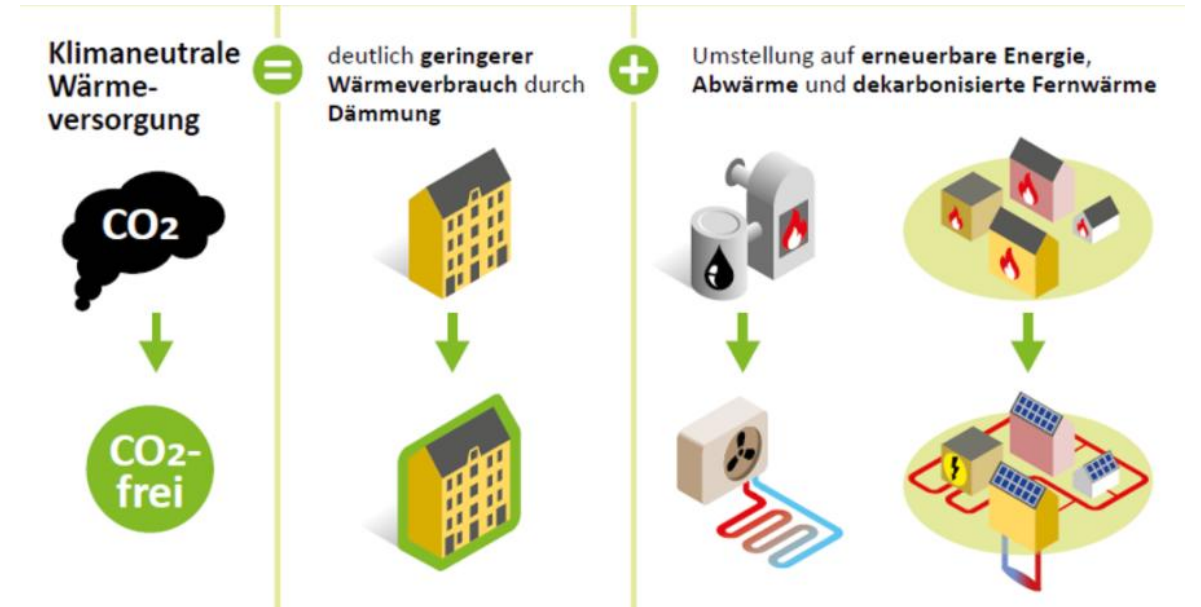 Klimaneutrale
Wärme-
versorgung
=
deutlich geringerer
Wärmeverbrauch durch
Dämmung
+
Umstellung auf erneuerbare Energie,
Abwärme und dekarbonisierte Fernwärme
CO2
CO2-
frei